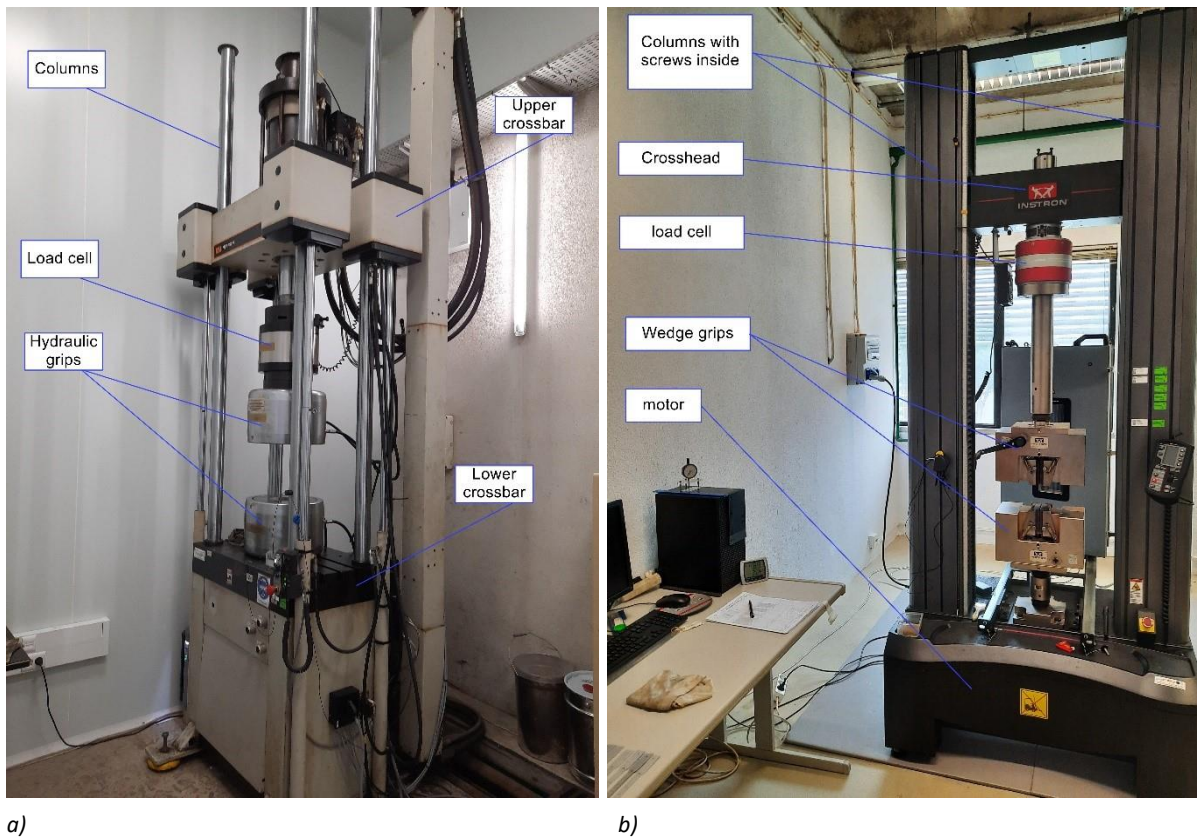 Columns
Upper
crossbar
Load cell
Hydraulic
grips
Lower
crossbar
a)
Columns with
screws inside
Crosshead
INSTRON
load cell
Wedge grips
motor
b)